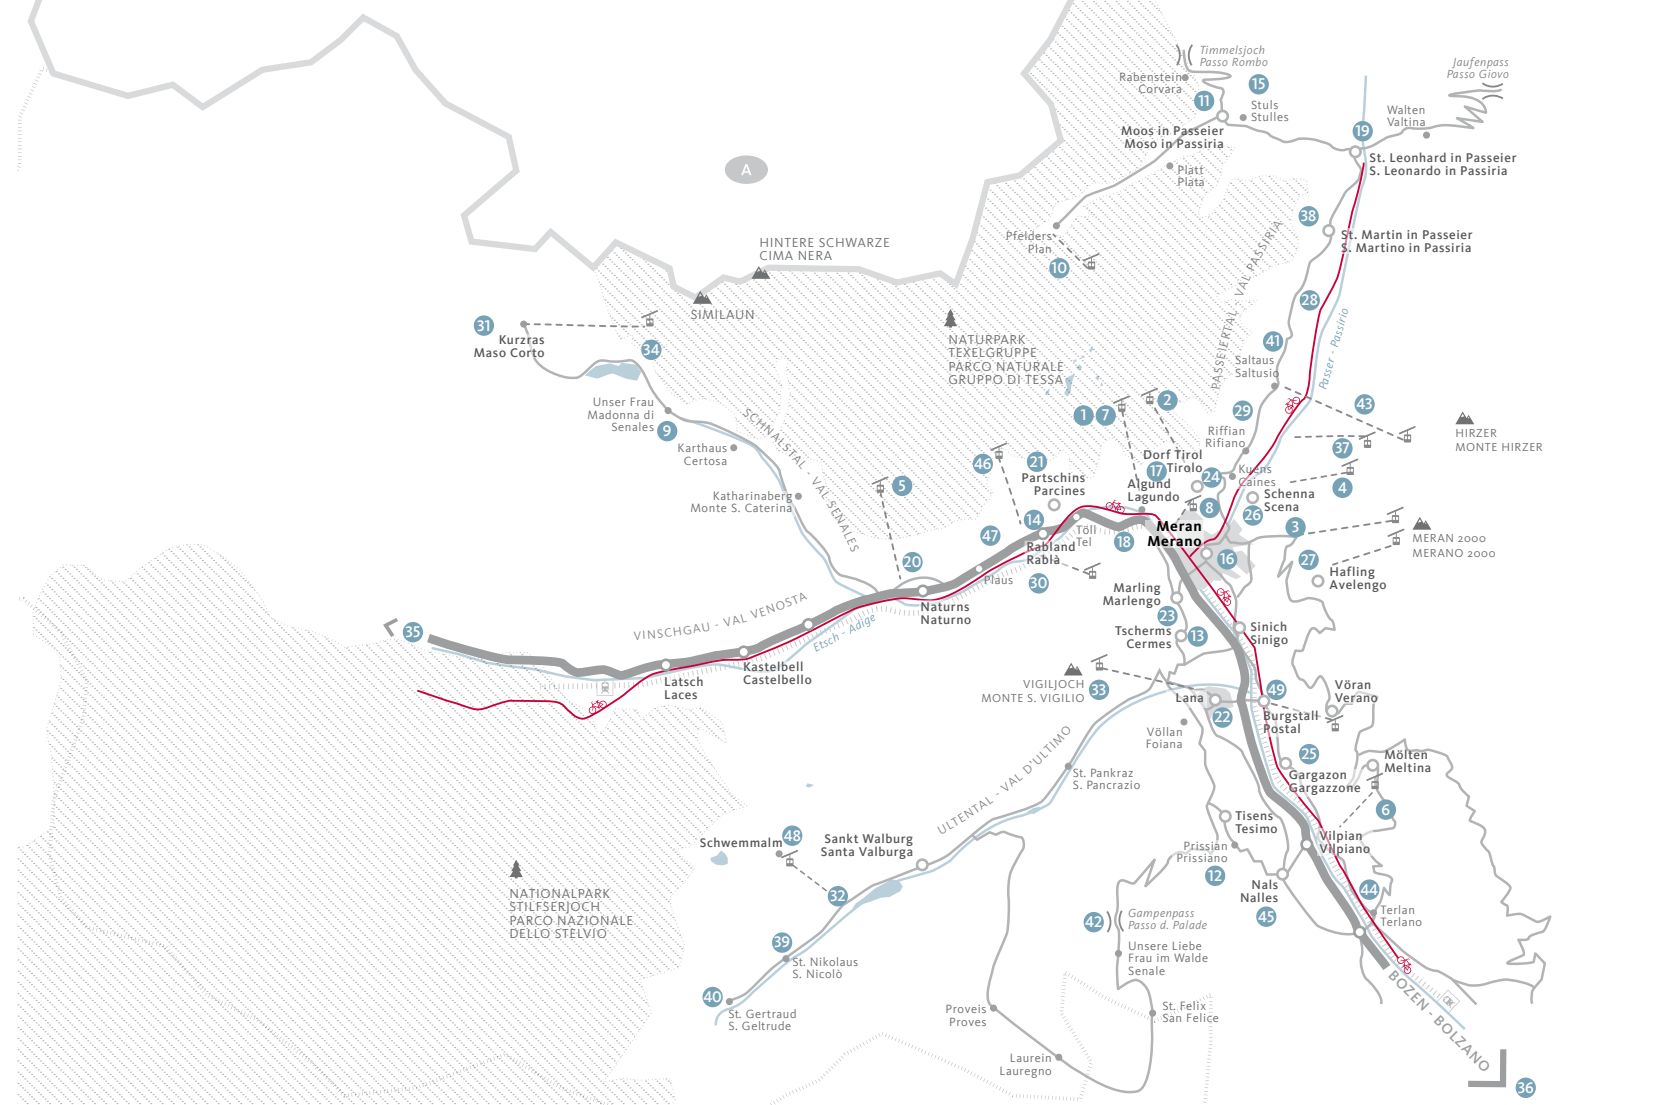 Timmelsjoch
Passo Rombo
Jaufenpass
Passo Giovo
Rabenstein
Corvara
15
11
Stuls
Stulles
Walten
Valtina
19
Moos in Passeier
Moso in Passiria
St. Leonhard in Passeier
S. Leonardo in Passiria
A
Platt
Plata
38
St. Martin in Passeier
S. Martino in Passiria
Pfelders
Plan
10
HINTERE SCHWARZE
CIMA NERA
SIMILAUN
PASSEIERTAL - VAL PASSIRIA
28
Passer - Passirio
31
Kurzras
Maso Corto
34
NATURPARK
TEXELGRUPPE
PARCO NATURALE
GRUPPO DI TESSA
41
Saltaus
Saltusio
Unser Frau
Madonna di
Senales
9
1
7
2
29
43
Riffian
Rifiano
HIRZER
MONTE HIRZER
37
Karthaus
Certosa
SCHNALSTAL - VAL SENALES
46
21
Partschins
Parcines
Dorf Tirol
Tirolo
17
24
Kuens
Caines
4
5
Algund
Lagundo
Schenna
Scena
Katharinaberg
Monte S. Caterina
8
26
3
14
47
Töll
Tel
18
Meran
Merano
MERAN 2000
MERANO 2000
Rabland
Rablà
20
16
27
Hafling
Avelengo
Plaus
30
Marling
Marlengo
Naturns
Naturno
23
VINSCHGAU - VAL VENOSTA
Etsch - Adige
35
Tscherms
Cermes
13
Sinich
Sinigo
Kastelbell
Castelbello
Latsch
Laces
VIGILJOCH
MONTE S. VIGILIO
33
Lana
22
49
Burgstall
Postal
Vöran
Verano
Völlan
Foiana
ULTENTAL - VAL D'ULTIMO
25
Mölten
Meltina
St. Pankraz
S. Pancrazio
Gargazon
Gargazzone
6
Tisens
Tesimo
Schwemmalm
48
Sankt Walburg
Santa Valburga
Vilpian
Vilpiano
Prissian
Prissiano
12
Nals
Nalles
45
44
Terlan
Terlano
32
NATIONALPARK
STILFSERJOCH
PARCO NAZIONALE
DELLO STELVIO
42
Gampenpass
Passo d. Palade
Unsere Liebe
Frau im Walde
Senale
39
St. Nikolaus
S. Nicolò
40
St. Gertraud
S. Geltrude
Proveis
Proves
St. Felix
San Felice
BOZEN - BOLZANO
Laurein
Lauregno
36